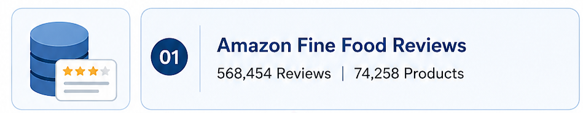 01
Amazon Fine Food Reviews
568,454 Reviews | 74,258 Products